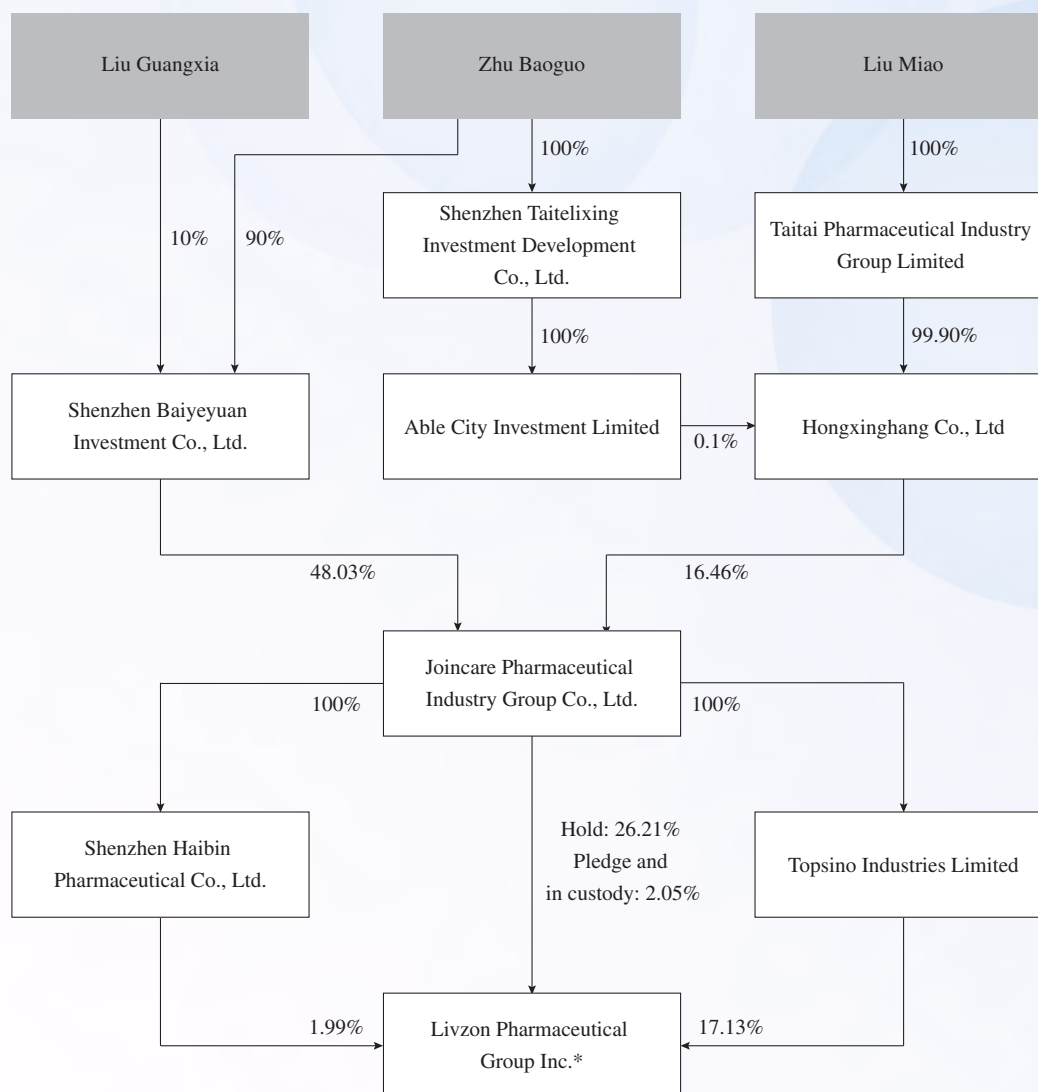 Liu Guangxia
Zhu Baoguo
Liu Miao
100%
100%
10%
90%
Shenzhen Taitelixing
Investment Development
Co., Ltd.
Taitai Pharmaceutical Industry
Group Limited
100%
99.90%
Shenzhen Baiyeyuan
Investment Co., Ltd.
Able City Investment Limited
0.1%
Hongxinghang Co., Ltd
48.03%
16.46%
Joincare Pharmaceutical
Industry Group Co., Ltd.
100%
100%
Shenzhen Haibin
Pharmaceutical Co., Ltd.
Hold: 26.21%
Pledge and
in custody: 2.05%
Topsino Industries Limited
1.99%
Livzon Pharmaceutical
Group Inc.*
17.13%